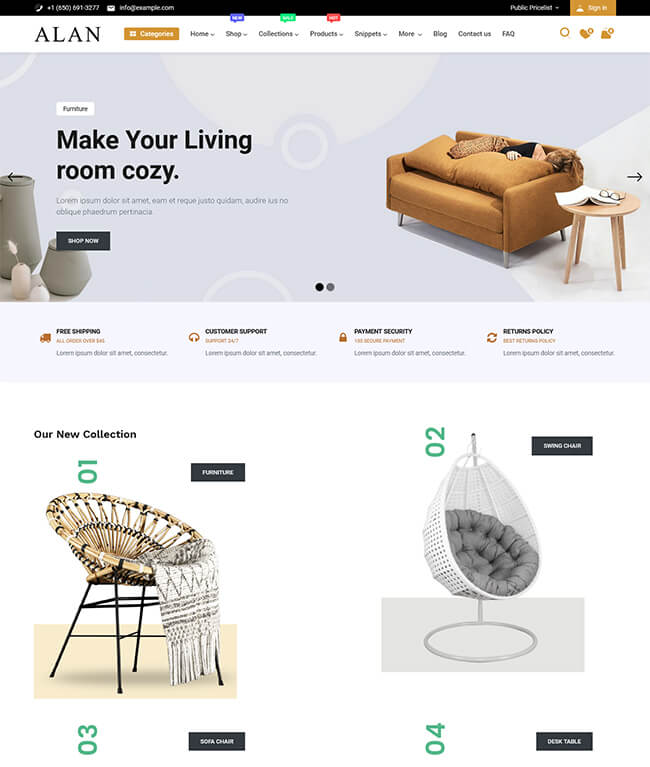 +1 (650) 691-3277 info@example.com Public Pricelist Sign in
NEW SALE HOT
ALAN Categories Home Shop Collections Products Snippets More Blog Contact us FAQ
0 0
Furniture
Make Your Living
room cozy.
Lorem ipsum dolor sit amet, eam et reque justo quidam, audire ius no
oblique phaedrum pertinacia.
SHOP NOW
FREE SHIPPING
ALL ORDER OVER $45
Lorem ipsum dolor sit amet, consectetur.
CUSTOMER SUPPORT
SUPPORT 24/7
Lorem ipsum dolor sit amet, consectetur.
PAYMENT SECURITY
Lorem ipsum dolor sit amet, consectetur.
RETURNS POLICY
BEST RETURNS POLICY
Lorem ipsum dolor sit amet, consectetur.
Our New Collection
01
FURNITURE
02
SWING CHAIR
03
SOFA CHAIR
04
DESK TABLE